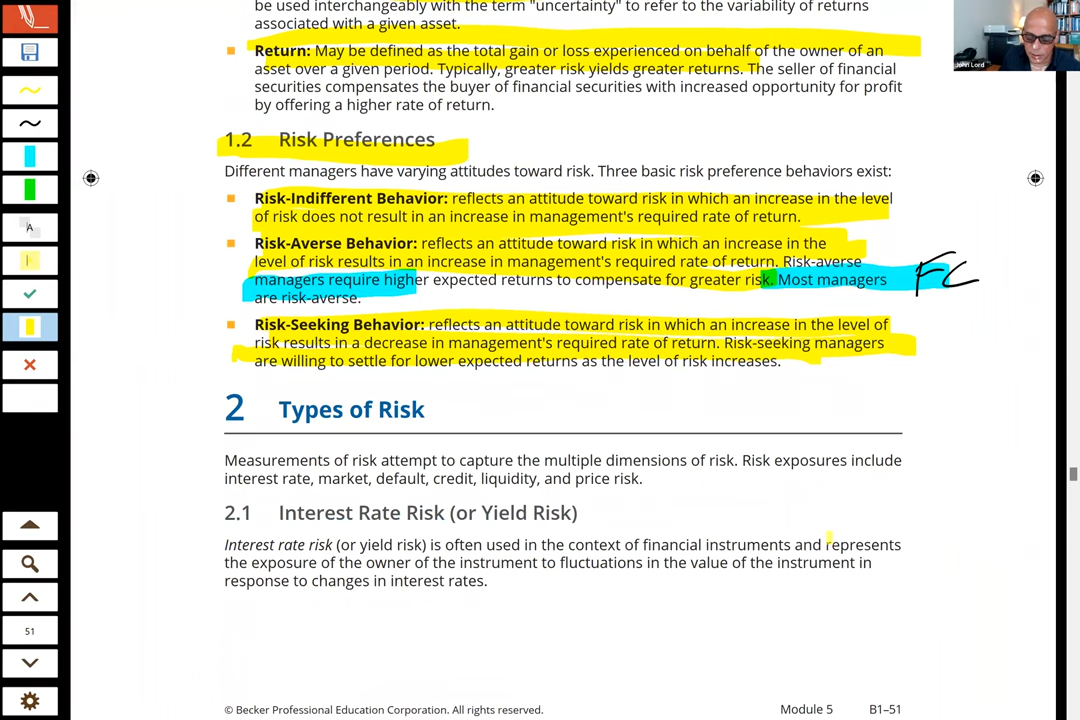 be used interchangeably with the term "uncertainty" to refer to the variability of returns
associated with a given asset.
Return: May be defined as the total gain or loss experienced on behalf of the owner of an
asset over a given period. Typically, greater risk yields greater returns. The seller of financial
securities compensates the buyer of financial securities with increased opportunity for profit
by offering a higher rate of return.
John Lord
1.2 Risk Preferences
Different managers have varying attitudes toward risk. Three basic risk preference behaviors exist:
Risk-Indifferent Behavior: reflects an attitude toward risk in which an increase in the level
of risk does not result in an increase in management's required rate of return.
Risk-Averse Behavior: reflects an attitude toward risk in which an increase in the
level of risk results in an increase in management's required rate of return. Risk-averse
managers require higher expected returns to compensate for greater risk. Most managers
are risk-averse.
FC
Risk-Seeking Behavior: reflects an attitude toward risk in which an increase in the level of
risk results in a decrease in management's required rate of return. Risk-seeking managers
are willing to settle for lower expected returns as the level of risk increases.
2 Types of Risk
Measurements of risk attempt to capture the multiple dimensions of risk. Risk exposures include
interest rate, market, default, credit, liquidity, and price risk.
2.1 Interest Rate Risk (or Yield Risk)
Interest rate risk (or yield risk) is often used in the context of financial instruments and represents
the exposure of the owner of the instrument to fluctuations in the value of the instrument in
response to changes in interest rates.
A
51
© Becker Professional Education Corporation. All rights reserved.
Module 5 B1–51